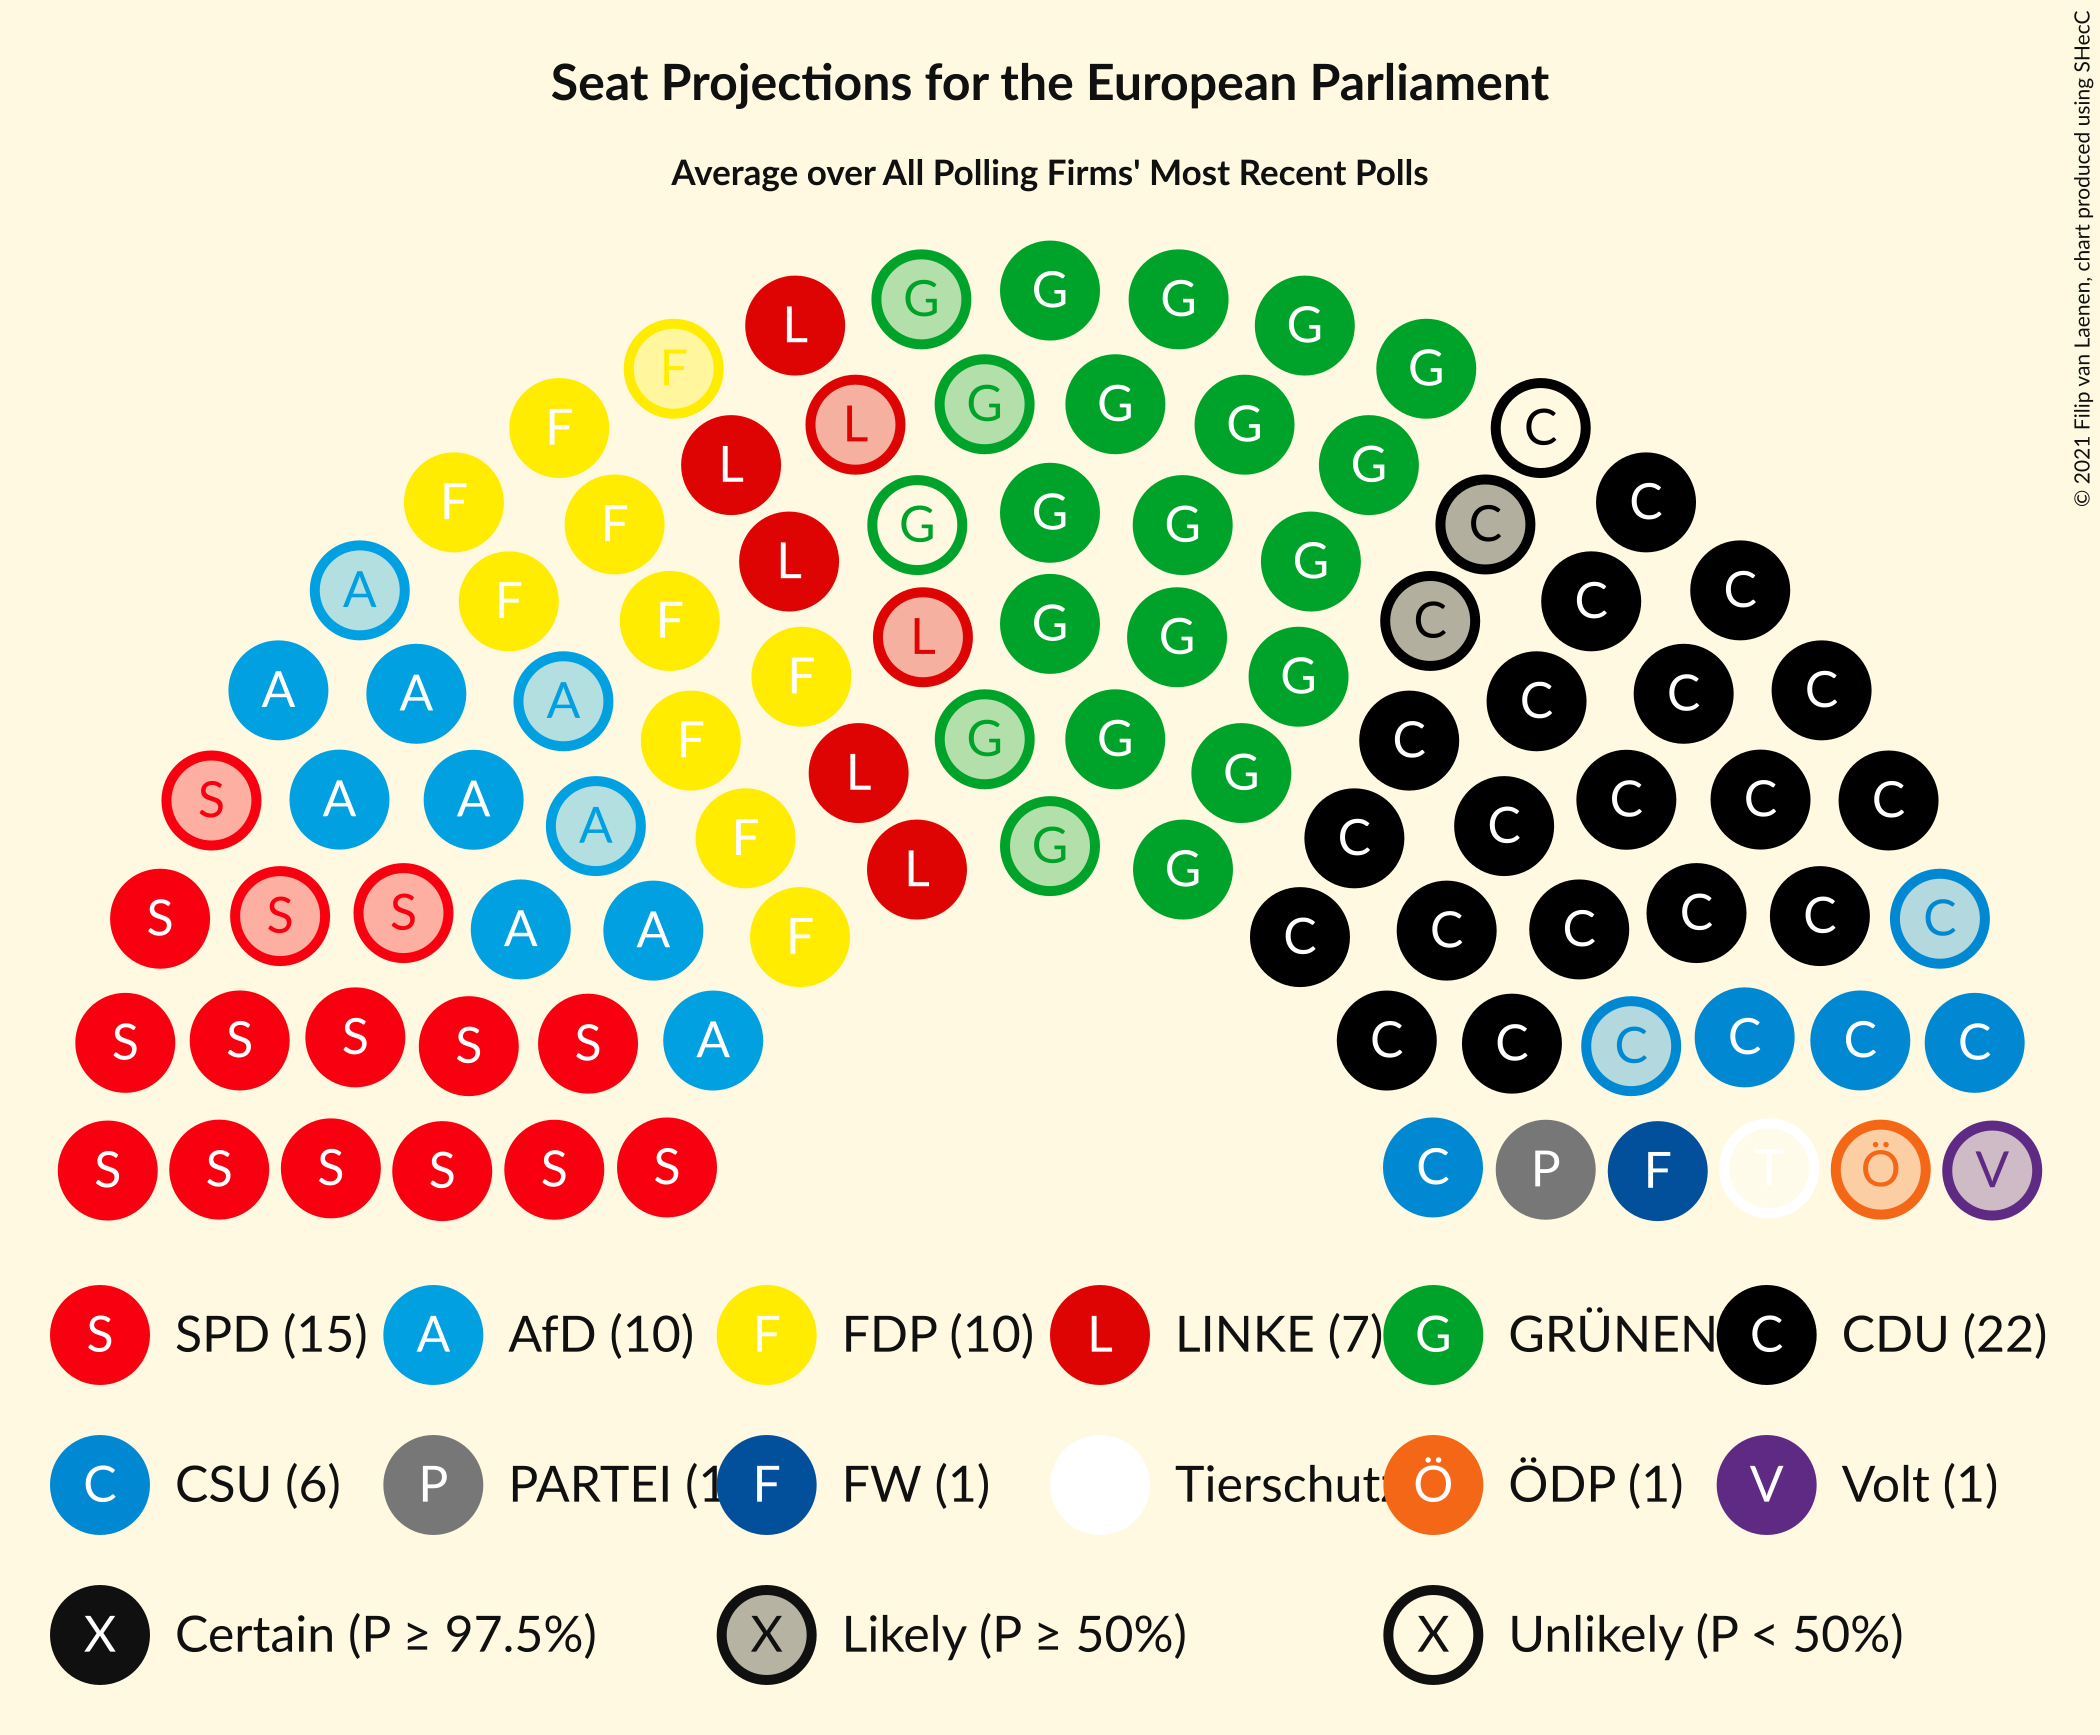 Seat Projections for the European Parliament
Average over All Polling Firms' Most Recent Polls
© 2021 Filip van Laenen, chart produced using SHecC
G G G G
L G
F G
F L G G G C
F F L G C C
A F L G G G C C
F L G G C C
A A A F G C C C
F G G G C C
S A A A F L G C C C C C
S S S A A F L G G C C C C C C
S S S S S A C C C C C C
S S S S S S C P F T Ö V
S SPD (15) A AfD (10) F FDP (10) L LINKE (7) G GRÜNEN C CDU (22)
C CSU (6) P PARTEI (1 F FW (1) Tierschutz Ö ÖDP (1) V Volt (1)
X Certain (P ≥ 97.5%) X Likely (P ≥ 50%) X Unlikely (P < 50%)